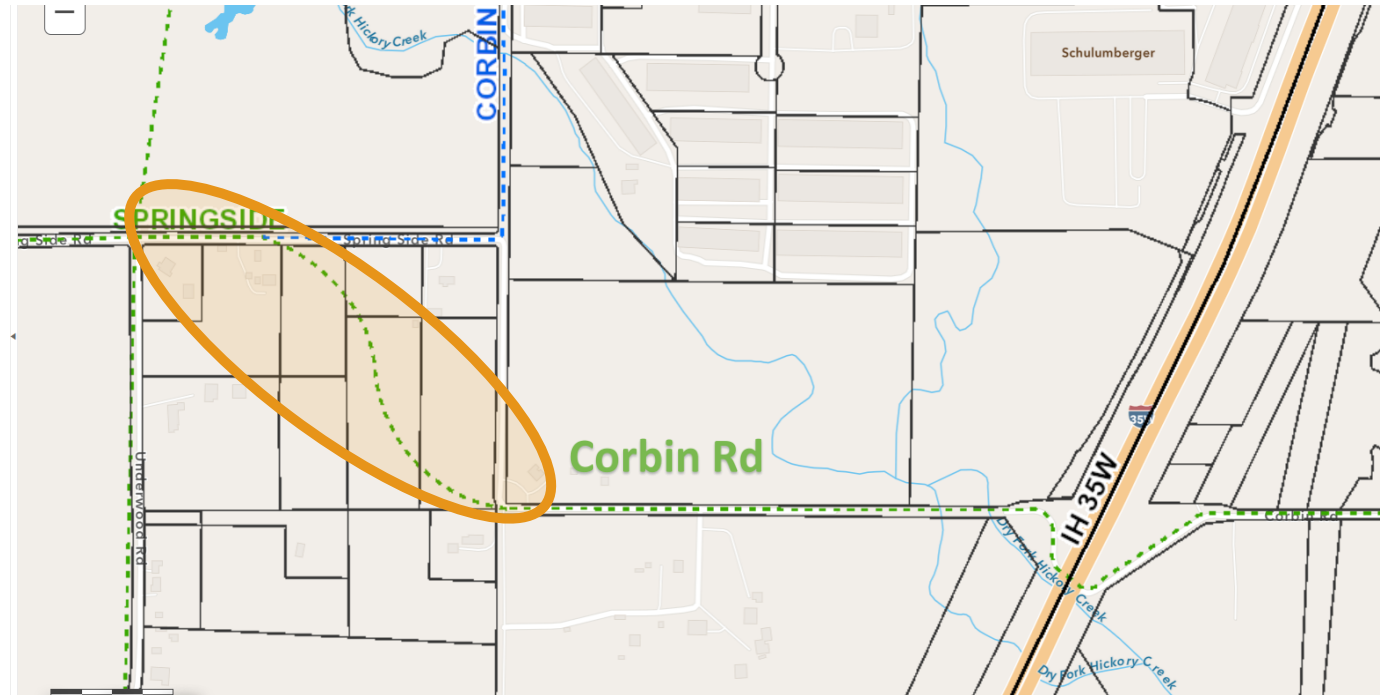 k Hickory Creek
CORBIN
Schulumberger
SPRINGSIDE
g Side Rd
Spring Side Rd
35W
Corbin Rd
IH 35W
Underwood Rd
Corbin Rd
Dry Fork Hickory Creek
Dry Fork Hickory Creek